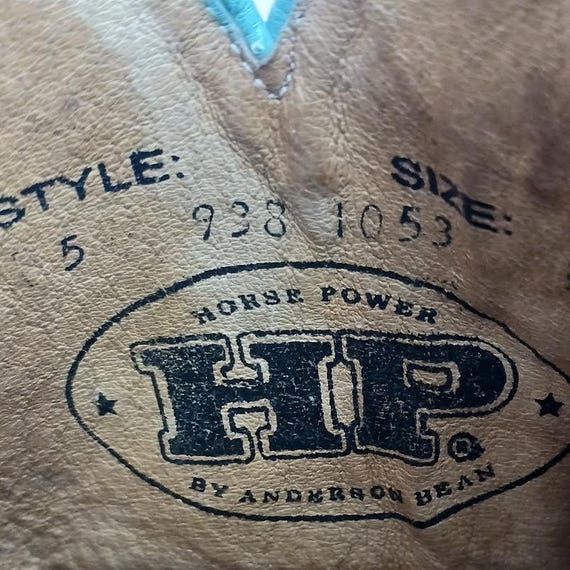 STYLE: SIZE:
5 938 1053
HORSE POWER
HP®
BY ANDERSON BEAN